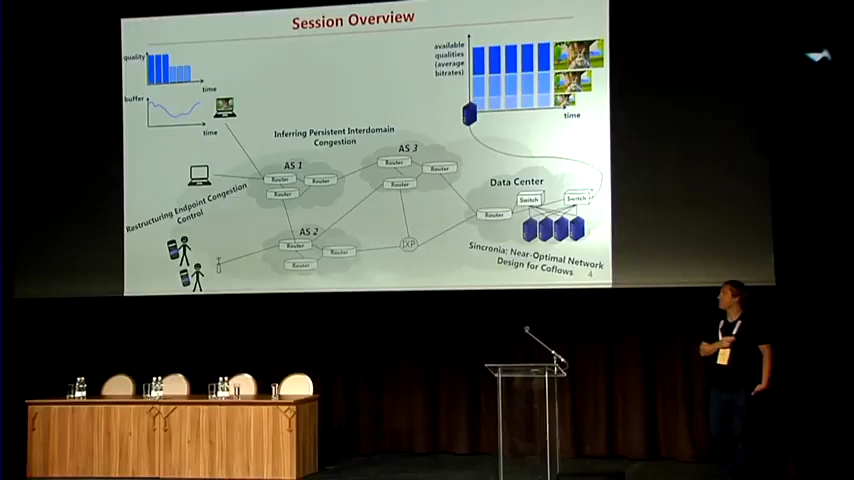 Session Overview
quality
time
buffer
time
available
qualities
(average
bitrates)
time
Inferring Persistent Interdomain
Congestion
AS 1
Router
Router
Router
AS 3
Router
Router
Router
Restructuring Endpoint Congestion
Control
AS 2
Router
Router
Router
IXP
Data Center
Router
Switch
Switch
Sincronia: Near-Optimal Network
Design for Coflows
4